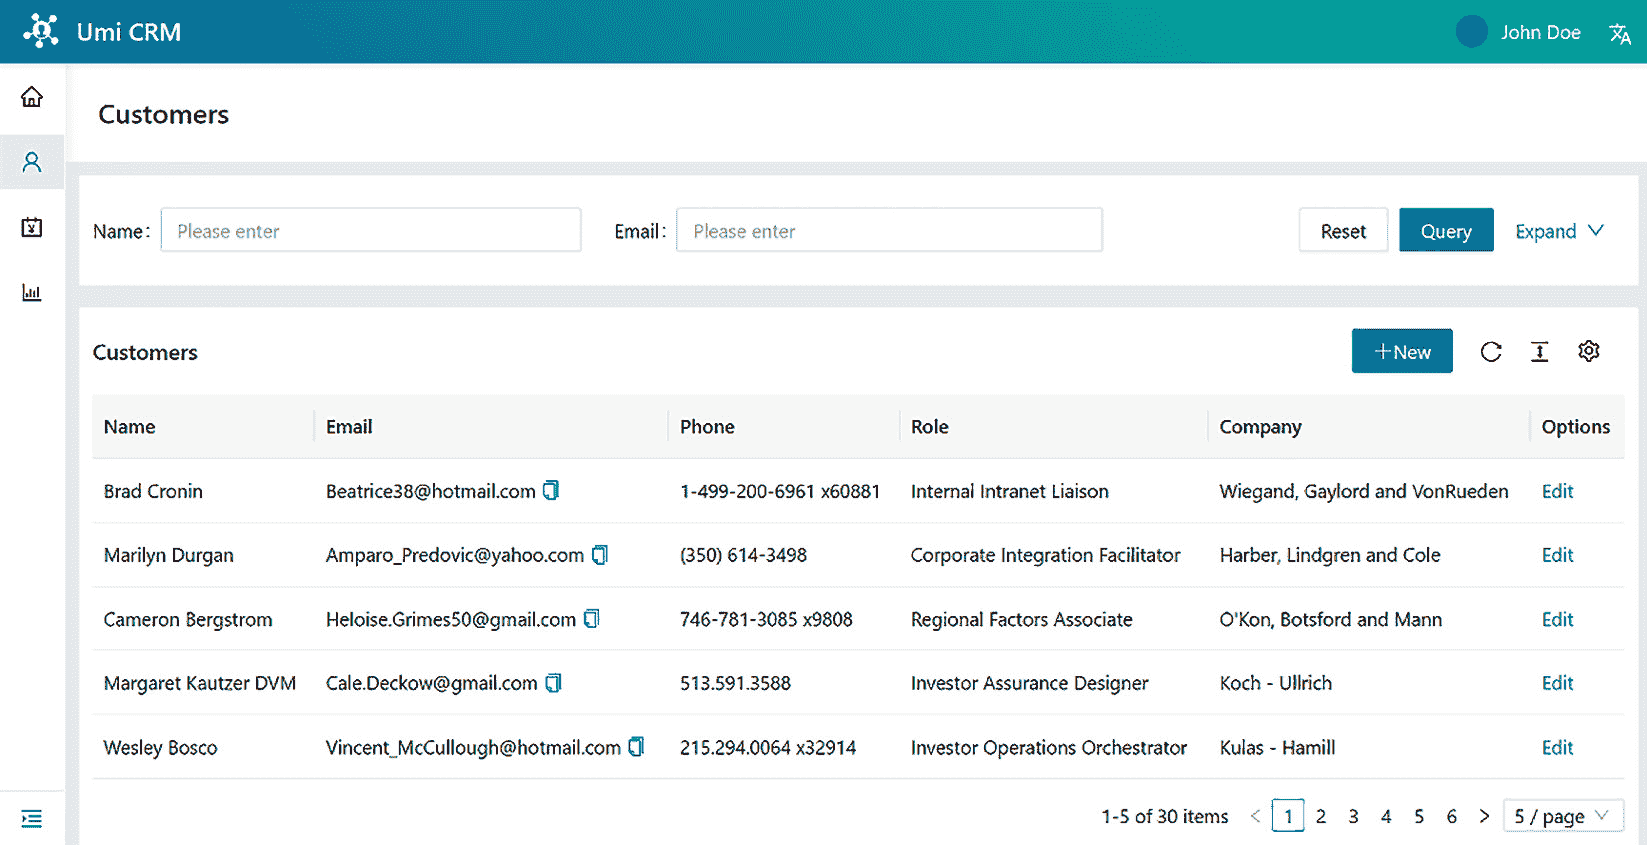 Umi CRM
John Doe
Customers
Name:
Please enter
Email:
Please enter
Reset
Query
Expand
Customers
+New
Name Email Phone Role Company Options
Brad Cronin Beatrice38@hotmail.com 1-499-200-6961 x60881 Internal Intranet Liaison Wiegand, Gaylord and VonRueden Edit
Marilyn Durgan Amparo_Predovic@yahoo.com (350) 614-3498 Corporate Integration Facilitator Harber, Lindgren and Cole Edit
Cameron Bergstrom Heloise.Grimes50@gmail.com 746-781-3085 x9808 Regional Factors Associate O'Kon, Botsford and Mann Edit
Margaret Kautzer DVM Cale.Deckow@gmail.com 513.591.3588 Investor Assurance Designer Koch - Ullrich Edit
Wesley Bosco Vincent_McCullough@hotmail.com 215.294.0064 x32914 Investor Operations Orchestrator Kulas - Hamill Edit
1-5 of 30 items < 1 2 3 4 5 6 > 5 / page